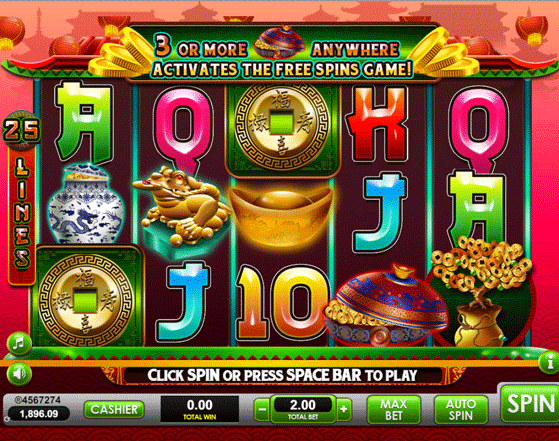 3 OR MORE ANYWHERE
ACTIVATES THE FREE SPINS GAME!
25
LINES
A Q K Q
J A
J 10
CLICK SPIN OR PRESS SPACE BAR TO PLAY
®4567274
1,896.09
CASHIER
0.00
TOTAL WIN
-
2.00
TOTAL BET
+
MAX
BET
AUTO
SPIN
SPIN
i